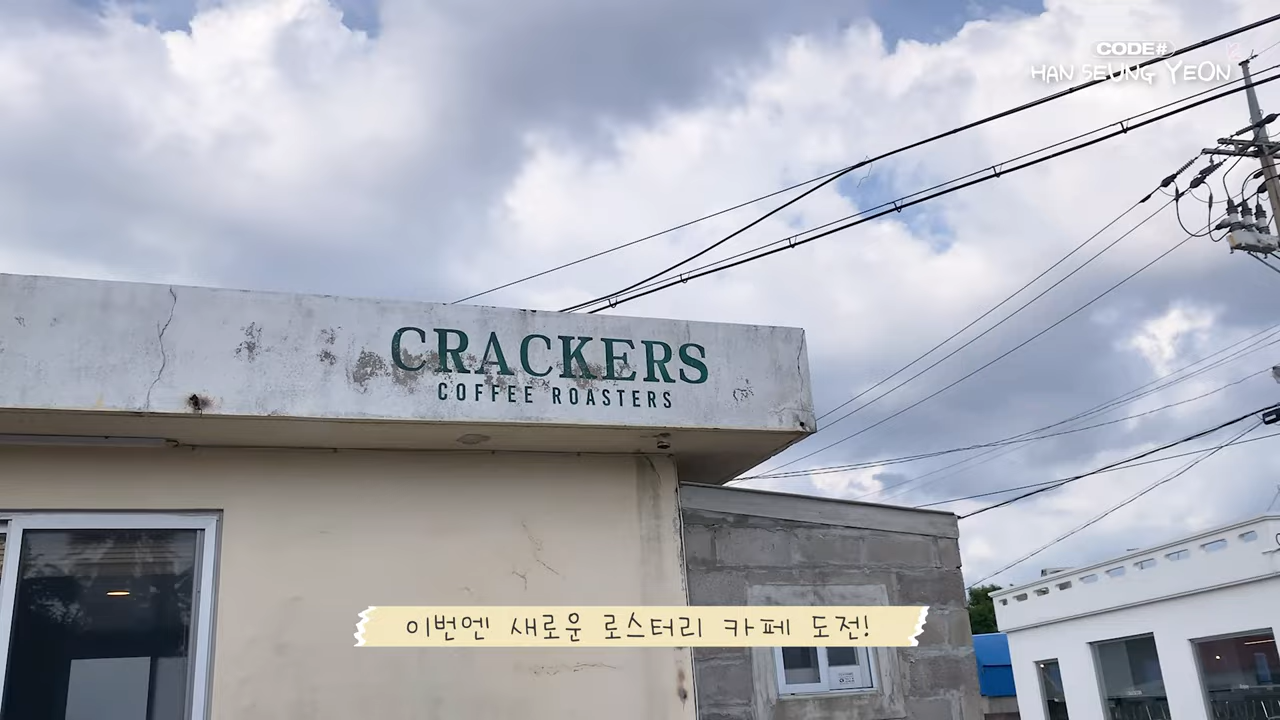 CODE#
HAN SEUNG YEON
CRACKERS
COFFEE ROASTERS
이번엔 새로운 로스터리 카페 도전!